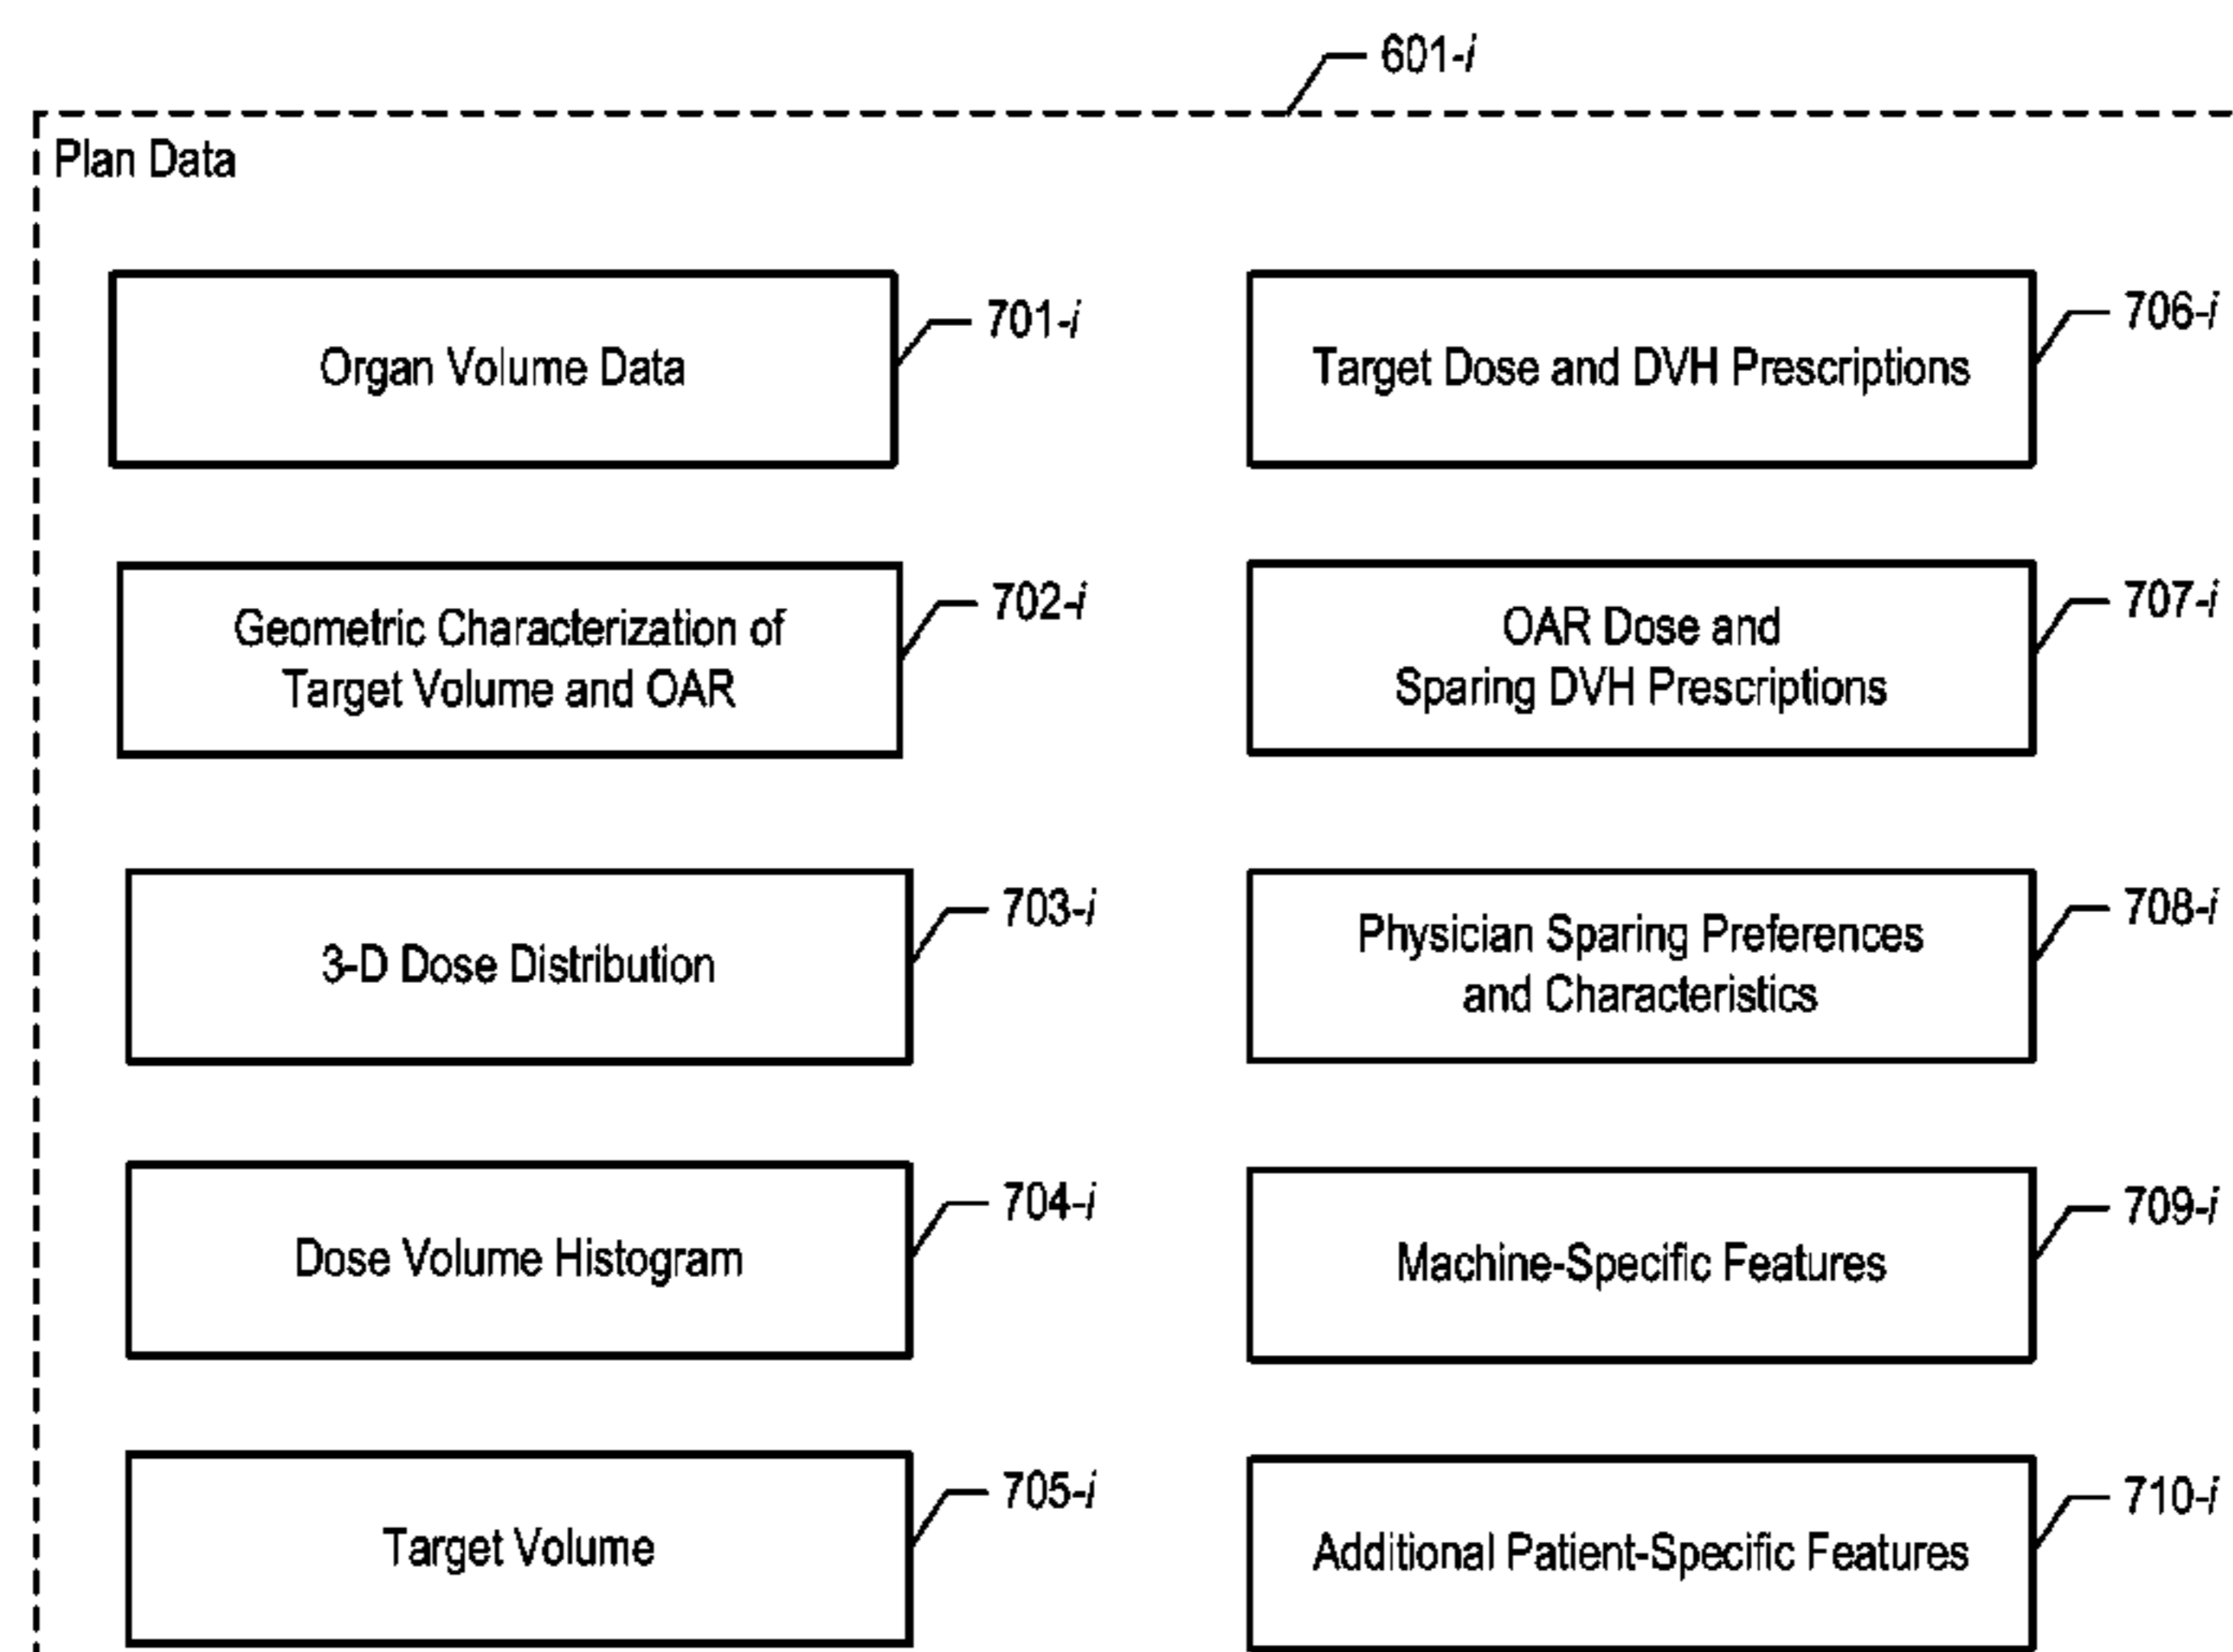 601-i
Plan Data
Organ Volume Data
701-i
Geometric Characterization of
Target Volume and OAR
702-i
3-D Dose Distribution
703-i
Dose Volume Histogram
704-i
Target Volume
705-i
Target Dose and DVH Prescriptions
706-i
OAR Dose and
Sparing DVH Prescriptions
707-i
Physician Sparing Preferences
and Characteristics
708-i
Machine-Specific Features
709-i
Additional Patient-Specific Features
710-i